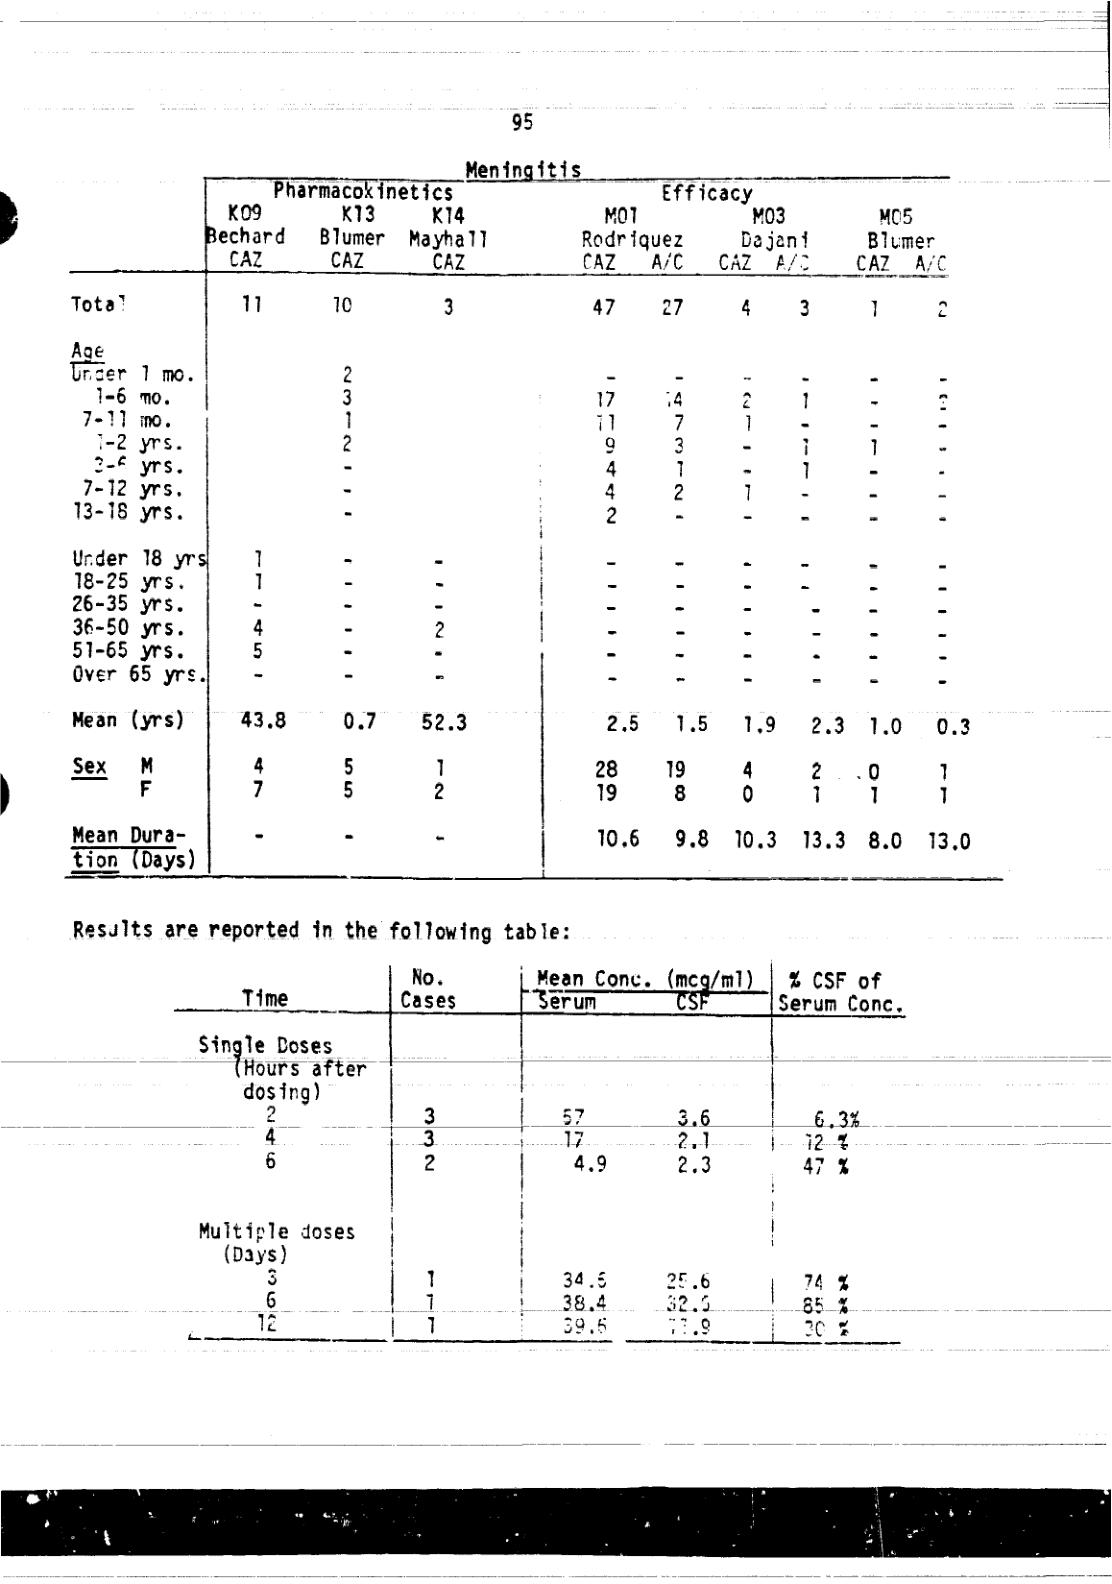 95
Meningitis
Pharmacokinetics Efficacy
K09 K13 K14 M01 M03 M05
Bechard Blumer Mayhall Rodriquez Dajani Blumer
CAZ CAZ CAZ CAZ A/C CAZ A/C CAZ A/C
Total 11 10 3 47 27 4 3 1 2
Age
Under 1 mo. 2 - - - - - -
1-6 mo. 3 17 14 2 1 - 2
7-11 mo. 1 11 7 1 - - -
1-2 yrs. 2 9 3 - 1 1 -
yrs. - 4 1 - 1 - -
7-12 yrs. - 4 2 1 - - -
13-18 yrs. - 2 - - - - -
Under 18 yrs 1 - - - - - - - -
18-25 yrs. 1 - - - - - - - -
26-35 yrs. - - - - - - - - -
36-50 yrs. 4 - 2 - - - - - -
51-65 yrs. 5 - - - - - - - -
Over 65 yrs. - - - - - - - - -
Mean (yrs) 43.8 0.7 52.3 2.5 1.5 1.9 2.3 1.0 0.3
Sex M 4 5 1 28 19 4 2 0 1
F 7 5 2 19 8 0 1 1 1
Mean Dura- - - - 10.6 9.8 10.3 13.3 8.0 13.0
tion (Days)
Results are reported in the following table:
No. Mean Conc. (mcg/ml) % CSF of
Time Cases Serum CSF Serum Conc.
Single Doses
(Hours after
dosing)
2 3 57 3.6 6.3%
4 3 17 2.1 12 %
6 2 4.9 2.3 47 %
Multiple doses
(Days)
3 1 34.5 25.6 74 %
6 1 38.4 85 %
12 1 39.6 30 %